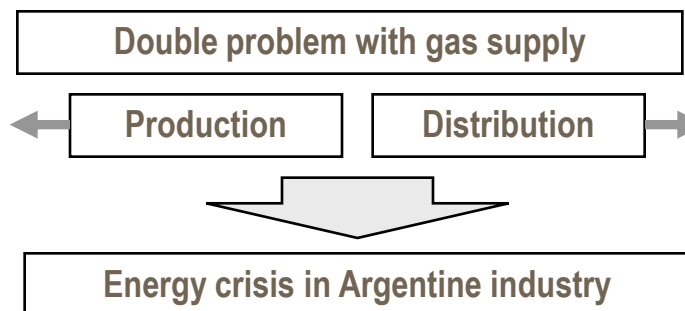 Double problem with gas supply
Production
Distribution
Energy crisis in Argentine industry